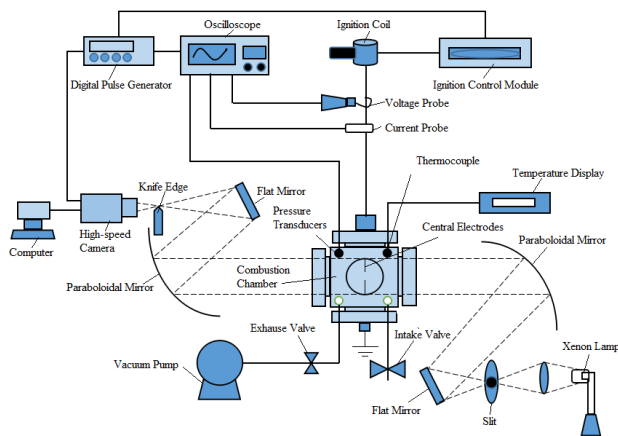 Oscilloscope
Ignition Coil
Digital Pulse Generator
Ignition Control Module
Voltage Probe
Current Probe
Thermocouple
Knife Edge
Flat Mirror
Temperature Display
Pressure
Transducers
Central Electrodes
High-speed
Camera
Computer
Paraboloidal Mirror
Combustion
Chamber
Paraboloidal Mirror
Exhause Valve
Intake Valve
Vacuum Pump
Xenon Lamp
Flat Mirror
Slit